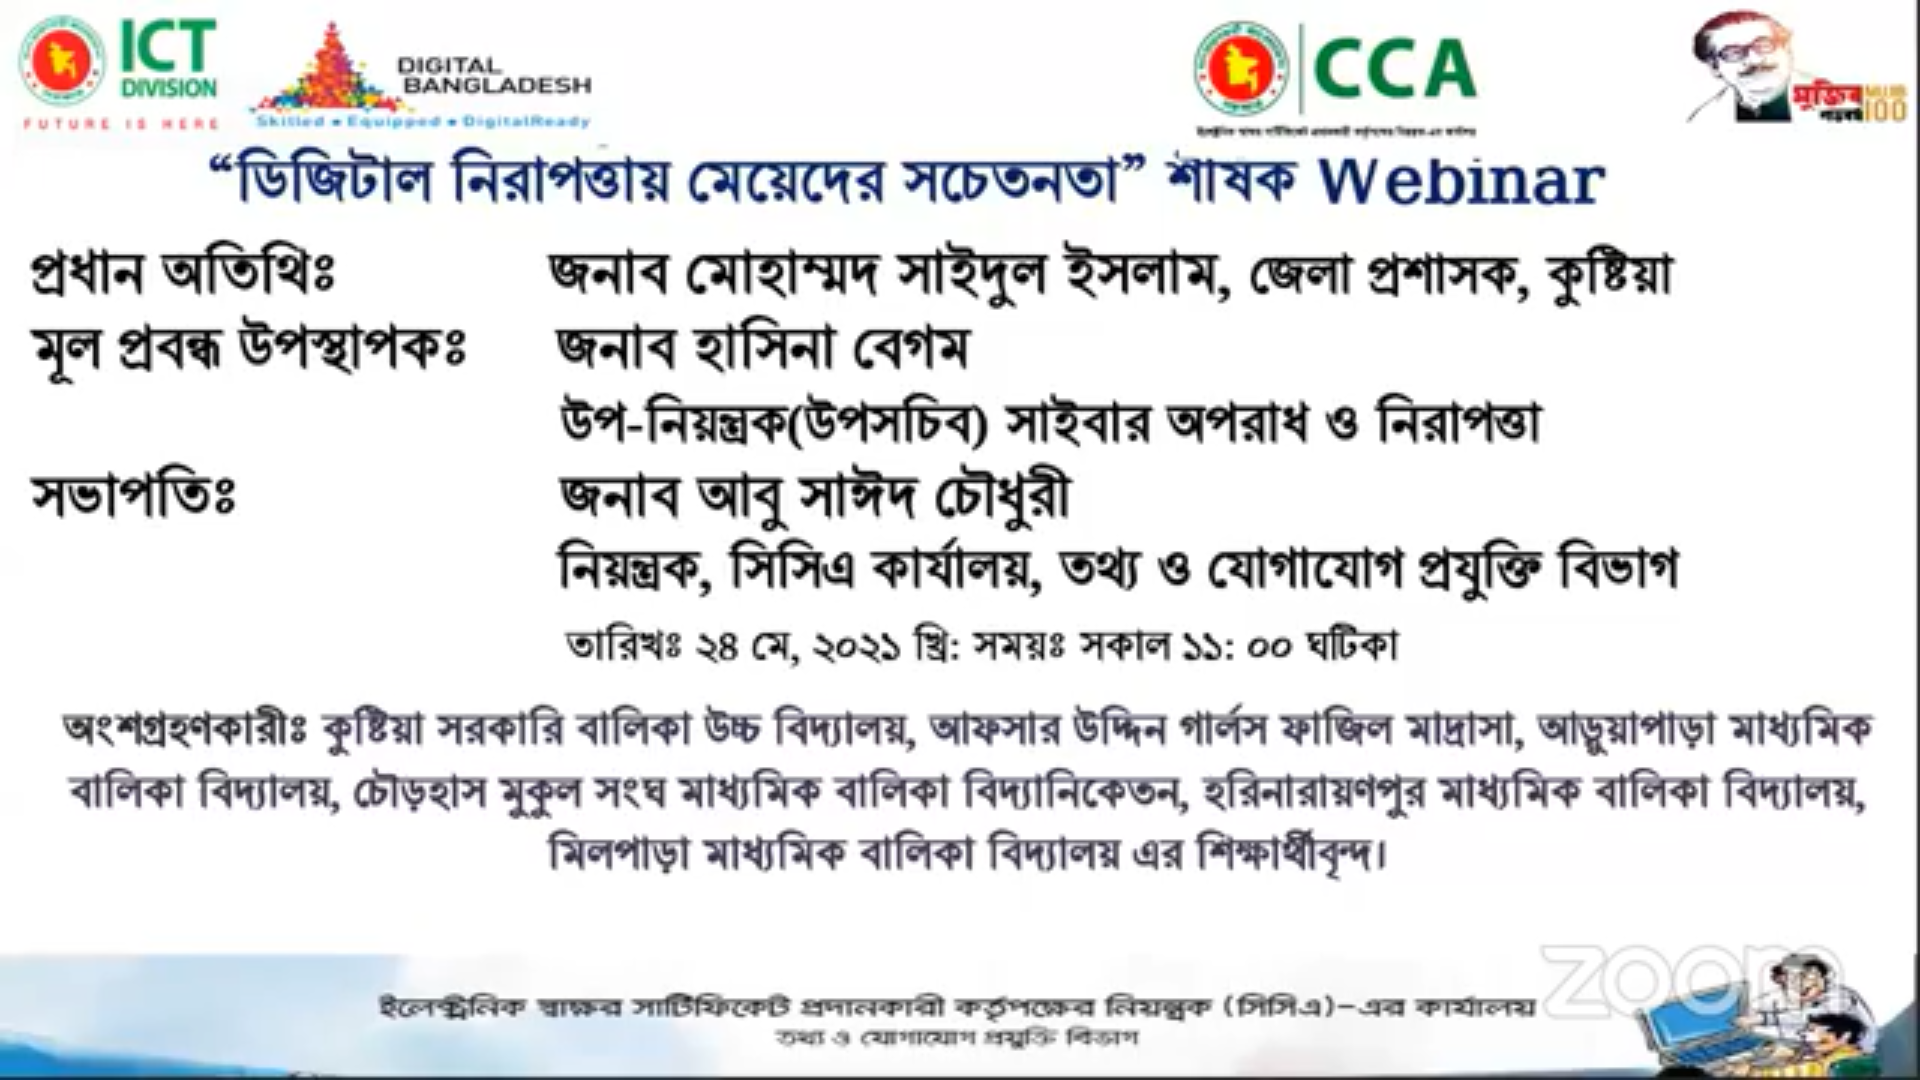 ICT
DIVISION
FUTURE IS HERE
DIGITAL
BANGLADESH
Skilled • Equipped • DigitalReady
CCA
মুজিব
MUJIB
100
“ডিজিটাল নিরাপত্তায় মেয়েদের সচেতনতা” শীর্ষক Webinar
প্রধান অতিথিঃ জনাব মোহাম্মদ সাইদুল ইসলাম, জেলা প্রশাসক, কুষ্টিয়া
মূল প্রবন্ধ উপস্থাপকঃ জনাব হাসিনা বেগম
উপ-নিয়ন্ত্রক(উপসচিব) সাইবার অপরাধ ও নিরাপত্তা
সভাপতিঃ জনাব আবু সাঈদ চৌধুরী
নিয়ন্ত্রক, সিসিএ কার্যালয়, তথ্য ও যোগাযোগ প্রযুক্তি বিভাগ
তারিখঃ ২৪ মে, ২০২১ খ্রি: সময়ঃ সকাল ১১: ০০ ঘটিকা
অংশগ্রহণকারীঃ কুষ্টিয়া সরকারি বালিকা উচ্চ বিদ্যালয়, আফসার উদ্দিন গার্লস ফাজিল মাদ্রাসা, আড়ুয়াপাড়া মাধ্যমিক
বালিকা বিদ্যালয়, চৌড়হাস মুকুল সংঘ মাধ্যমিক বালিকা বিদ্যানিকেতন, হরিনারায়ণপুর মাধ্যমিক বালিকা বিদ্যালয়,
মিলপাড়া মাধ্যমিক বালিকা বিদ্যালয় এর শিক্ষার্থীবৃন্দ।
zoom
ইলেক্ট্রনিক স্বাক্ষর সার্টিফিকেট প্রদানকারী কর্তৃপক্ষের নিয়ন্ত্রক (সিসিএ)-এর কার্যালয়
তথ্য ও যোগাযোগ প্রযুক্তি বিভাগ